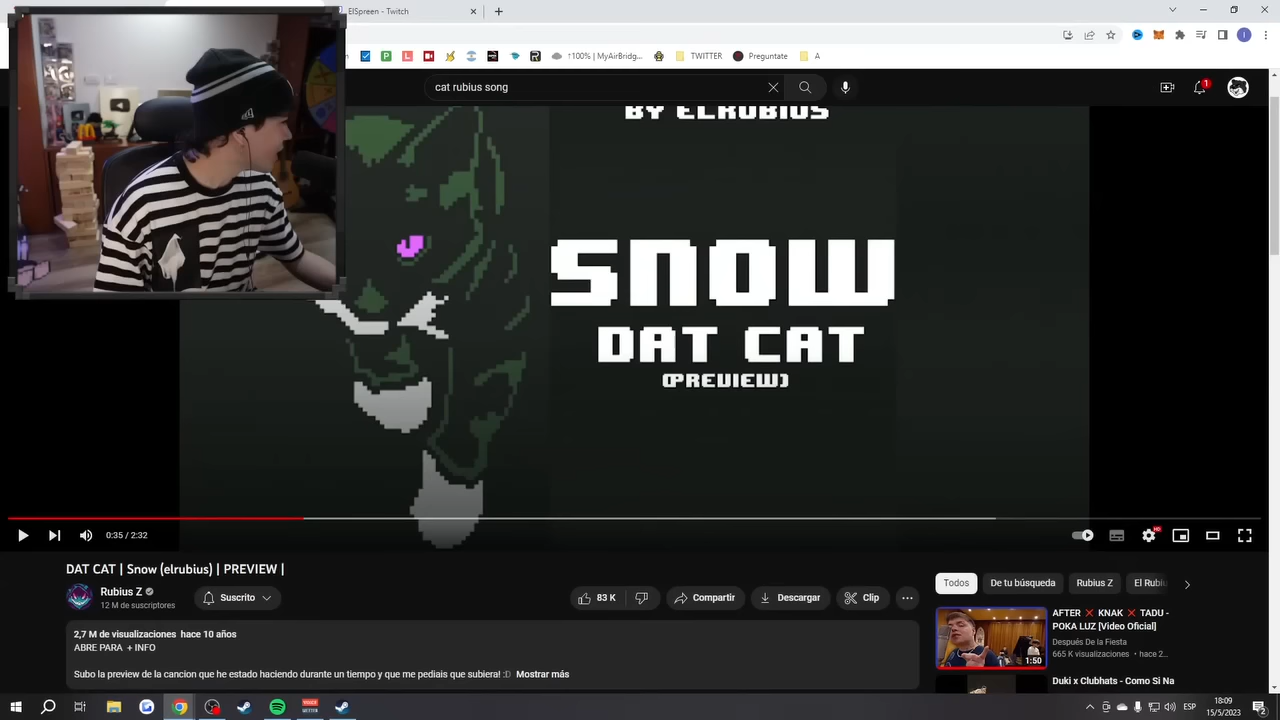 ElSpreen - Twitch
↑100% | MyAirBridg...
TWITTER
Preguntate
A
cat rubius song
1
BY ELRUBIUS
SNOW
DAT CAT
(PREVIEW)
0:35 / 2:32
HD
DAT CAT | Snow (elrubius) | PREVIEW |
Rubius Z
12 M de suscriptores
Suscrito
83 K
Compartir
Descargar
Clip
2,7 M de visualizaciones hace 10 años
ABRE PARA + INFO
Subo la preview de la cancion que he estado haciendo durante un tiempo y que me pediais que subiera! :D Mostrar más
Todos
De tu búsqueda
Rubius Z
El Rubiu
AFTER ❌ KNAK ❌ TADU -
POKA LUZ [Video Oficial]
Después De la Fiesta
665 K visualizaciones • hace 2...
1:50
Duki x Clubhats - Como Si Na
ESP
18:09
15/5/2023
2